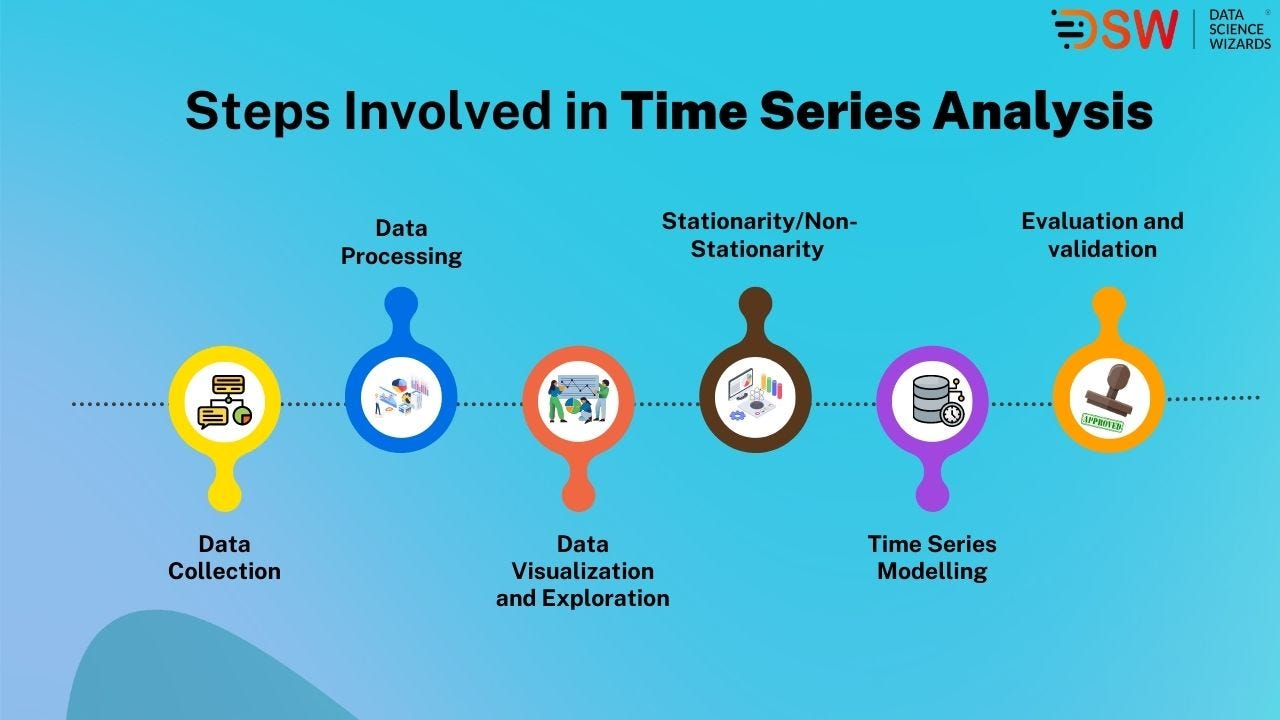 DSW
DATA
SCIENCE
WIZARDS
®
Steps Involved in Time Series Analysis
Data
Processing
Stationarity/Non-
Stationarity
Evaluation and
validation
APPROVED
Data
Collection
Data
Visualization
and Exploration
Time Series
Modelling